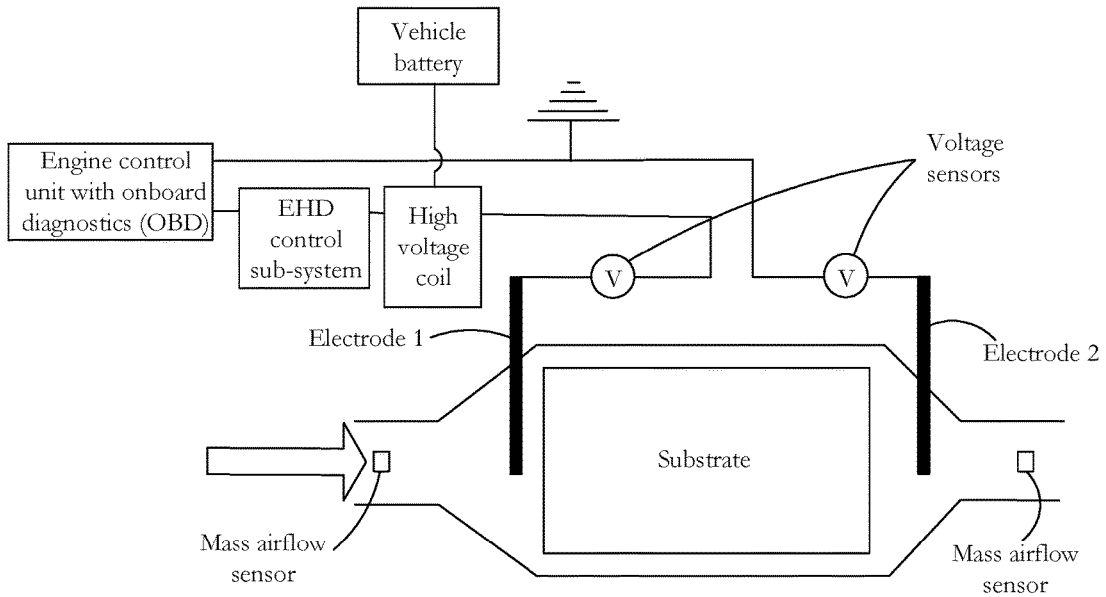 Vehicle
battery
Engine control
unit with onboard
diagnostics (OBD)
EHD
control
sub-system
High
voltage
coil
Voltage
sensors
V
V
Electrode 1
Electrode 2
Substrate
Mass airflow
sensor
Mass airflow
sensor